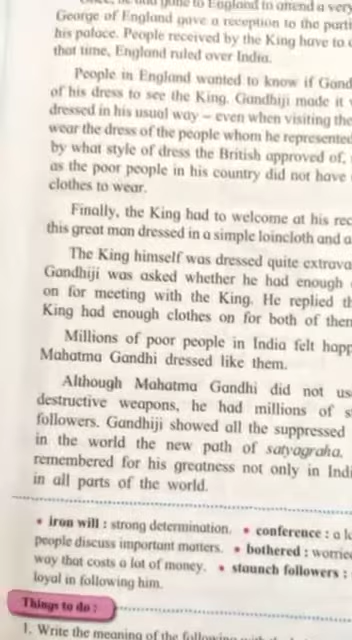 to England to attend a very
George of England gave a reception to the parti
his palace. People received by the King have to
that time, England ruled over India.
People in England wanted to know if Gand
of his dress to see the King. Gandhiji made it
dressed in his usual way – even when visiting the
wear the dress of the people whom he represented
by what style of dress the British approved of,
as the poor people in his country did not have
clothes to wear.
Finally, the King had to welcome at his rec
this great man dressed in a simple loincloth and a
The King himself was dressed quite extrava
Gandhiji was asked whether he had enough
on for meeting with the King. He replied th
King had enough clothes on for both of them
Millions of poor people in India felt happ
Mahatma Gandhi dressed like them.
Although Mahatma Gandhi did not us
destructive weapons, he had millions of s
followers. Gandhiji showed all the suppressed
in the world the new path of satyagraha.
remembered for his greatness not only in Indi
in all parts of the world.
• iron will : strong determination. • conference : a
people discuss important matters. • bothered : worrie
way that costs a lot of money. • staunch followers :
loyal in following him.
Things to do :
1. Write the meaning of the following